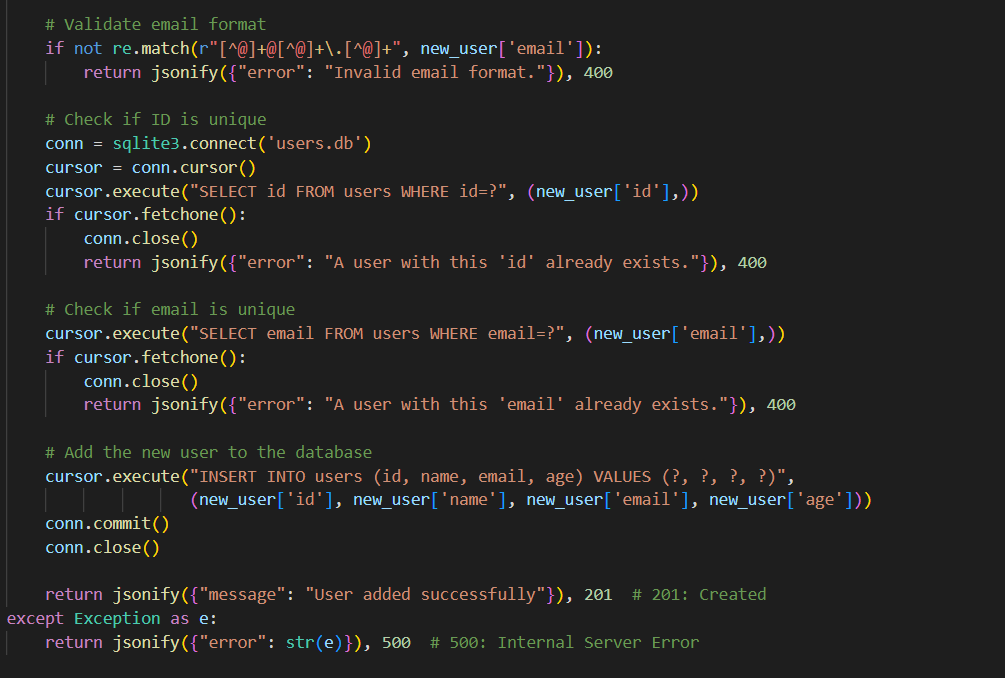 # Validate email format
if not re.match(r"[^@]+@[^@]+\.[^@]+", new_user['email']):
return jsonify({"error": "Invalid email format."}), 400
# Check if ID is unique
conn = sqlite3.connect('users.db')
cursor = conn.cursor()
cursor.execute("SELECT id FROM users WHERE id=?", (new_user['id'],))
if cursor.fetchone():
conn.close()
return jsonify({"error": "A user with this 'id' already exists."}), 400
# Check if email is unique
cursor.execute("SELECT email FROM users WHERE email=?", (new_user['email'],))
if cursor.fetchone():
conn.close()
return jsonify({"error": "A user with this 'email' already exists."}), 400
# Add the new user to the database
cursor.execute("INSERT INTO users (id, name, email, age) VALUES (?, ?, ?, ?)",
(new_user['id'], new_user['name'], new_user['email'], new_user['age']))
conn.commit()
conn.close()
return jsonify({"message": "User added successfully"}), 201  # 201: Created
except Exception as e:
return jsonify({"error": str(e)}), 500  # 500: Internal Server Error